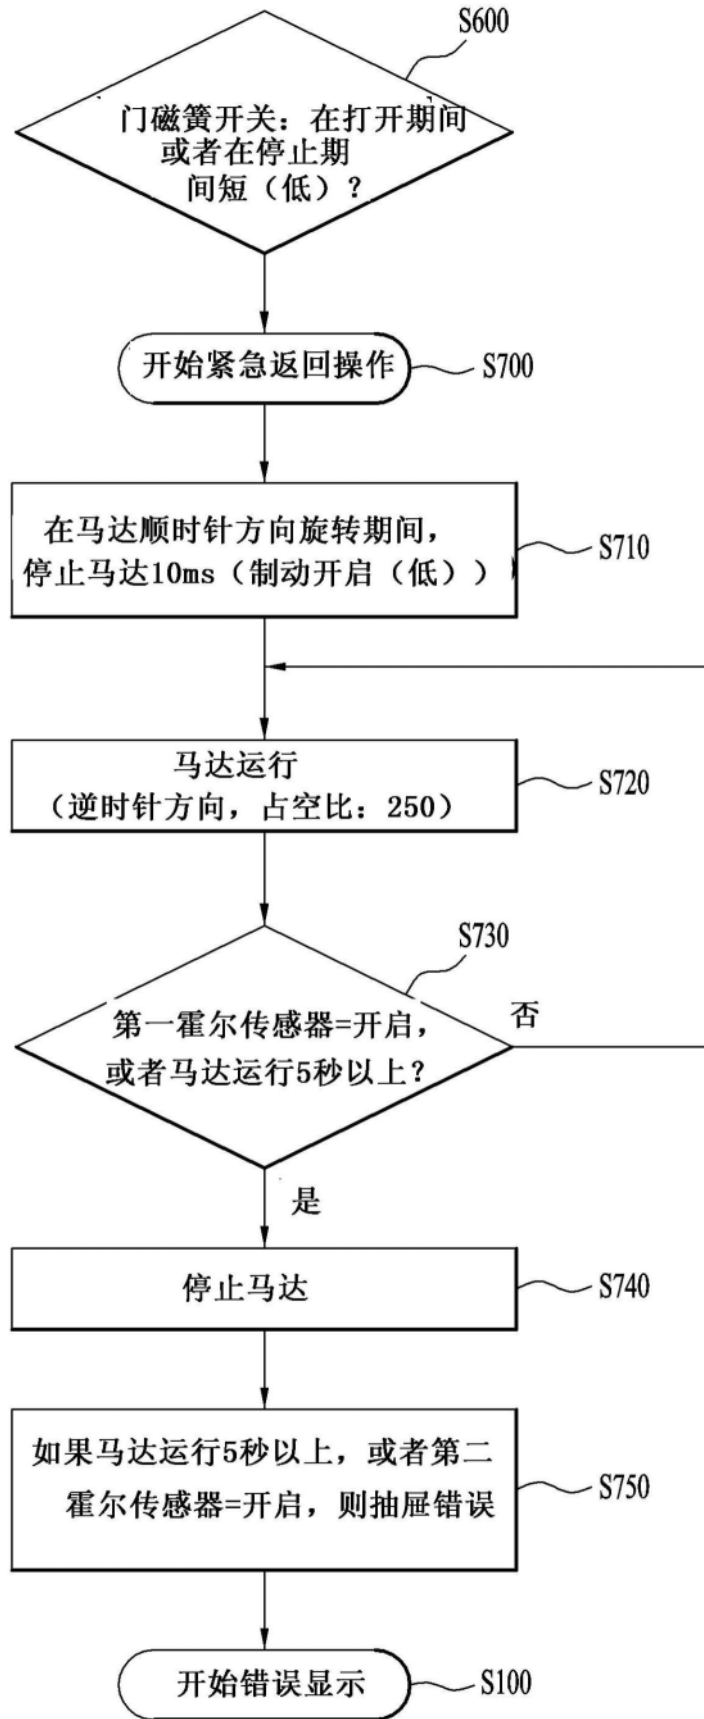 S600
门磁簧开关：在打开期间
或者在停止期
间短（低）？
开始紧急返回操作
S700
在马达顺时针方向旋转期间，
停止马达10ms（制动开启（低））
S710
马达运行
（逆时针方向，占空比：250）
S720
S730
第一霍尔传感器=开启，
或者马达运行5秒以上？
否
是
停止马达
S740
如果马达运行5秒以上，或者第二
霍尔传感器=开启，则抽屉错误
S750
开始错误显示
S100